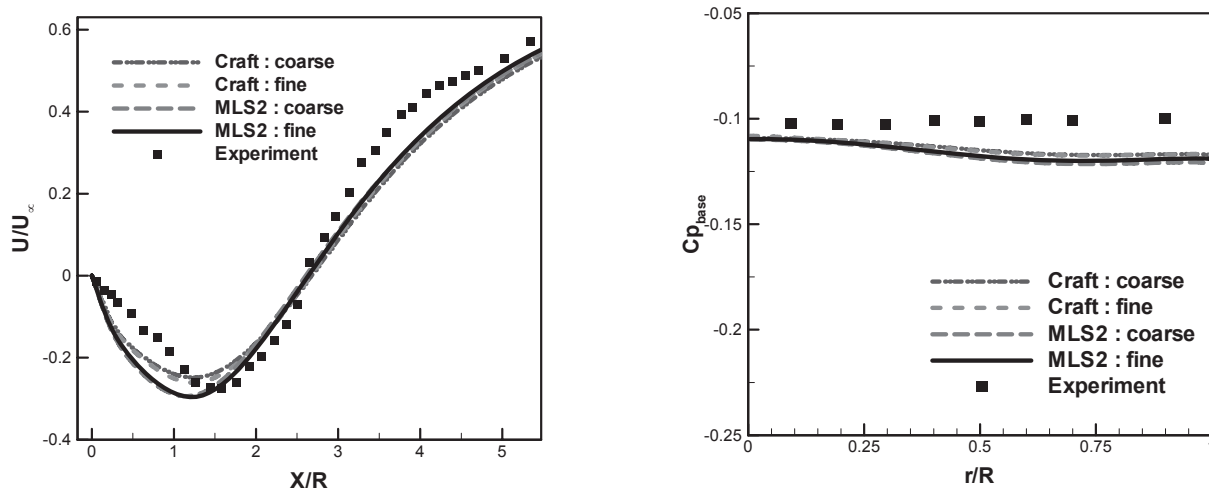 0.6
0.4
0.2
0
-0.2
-0.4
U/U∞
Craft : coarse
Craft : fine
MLS2 : coarse
MLS2 : fine
Experiment
0 1 2 3 4 5
X/R
-0.05
-0.1
-0.15
-0.2
-0.25
Cp_base
Craft : coarse
Craft : fine
MLS2 : coarse
MLS2 : fine
Experiment
0 0.25 0.5 0.75
r/R